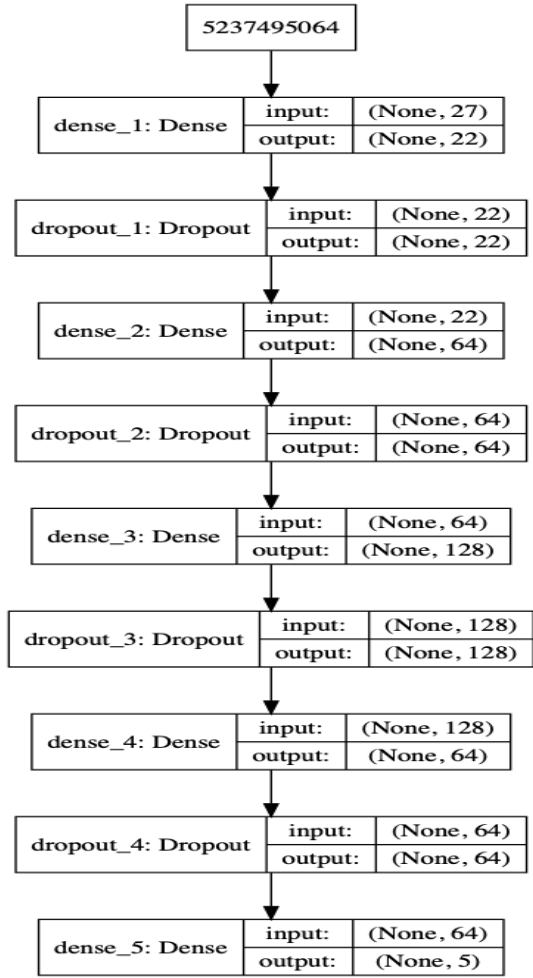 5237495064
dense_1: Dense input: (None, 27)
output: (None, 22)
dropout_1: Dropout input: (None, 22)
output: (None, 22)
dense_2: Dense input: (None, 22)
output: (None, 64)
dropout_2: Dropout input: (None, 64)
output: (None, 64)
dense_3: Dense input: (None, 64)
output: (None, 128)
dropout_3: Dropout input: (None, 128)
output: (None, 128)
dense_4: Dense input: (None, 128)
output: (None, 64)
dropout_4: Dropout input: (None, 64)
output: (None, 64)
dense_5: Dense input: (None, 64)
output: (None, 5)